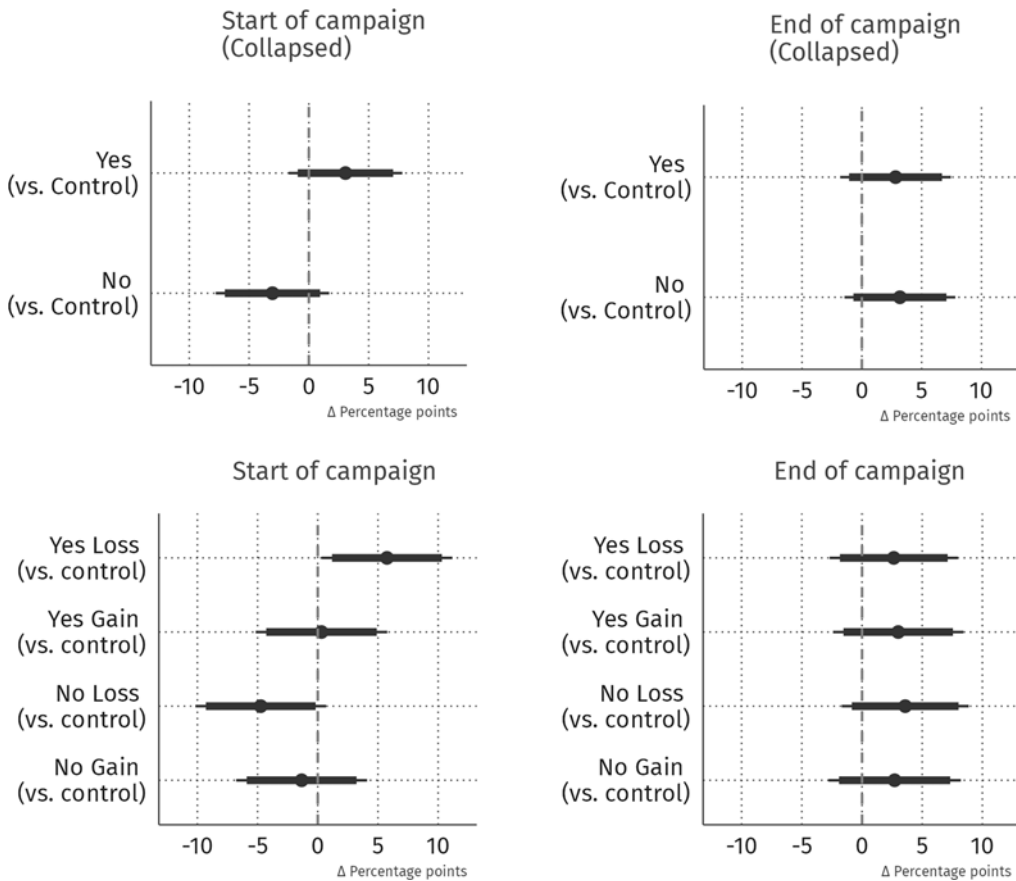 Start of campaign
(Collapsed)
Yes
(vs. Control)
No
(vs. Control)
-10 -5 0 5 10
Δ Percentage points
End of campaign
(Collapsed)
Yes
(vs. Control)
No
(vs. Control)
-10 -5 0 5 10
Δ Percentage points
Start of campaign
Yes Loss
(vs. control)
Yes Gain
(vs. control)
No Loss
(vs. control)
No Gain
(vs. control)
-10 -5 0 5 10
Δ Percentage points
End of campaign
Yes Loss
(vs. control)
Yes Gain
(vs. control)
No Loss
(vs. control)
No Gain
(vs. control)
-10 -5 0 5 10
Δ Percentage points